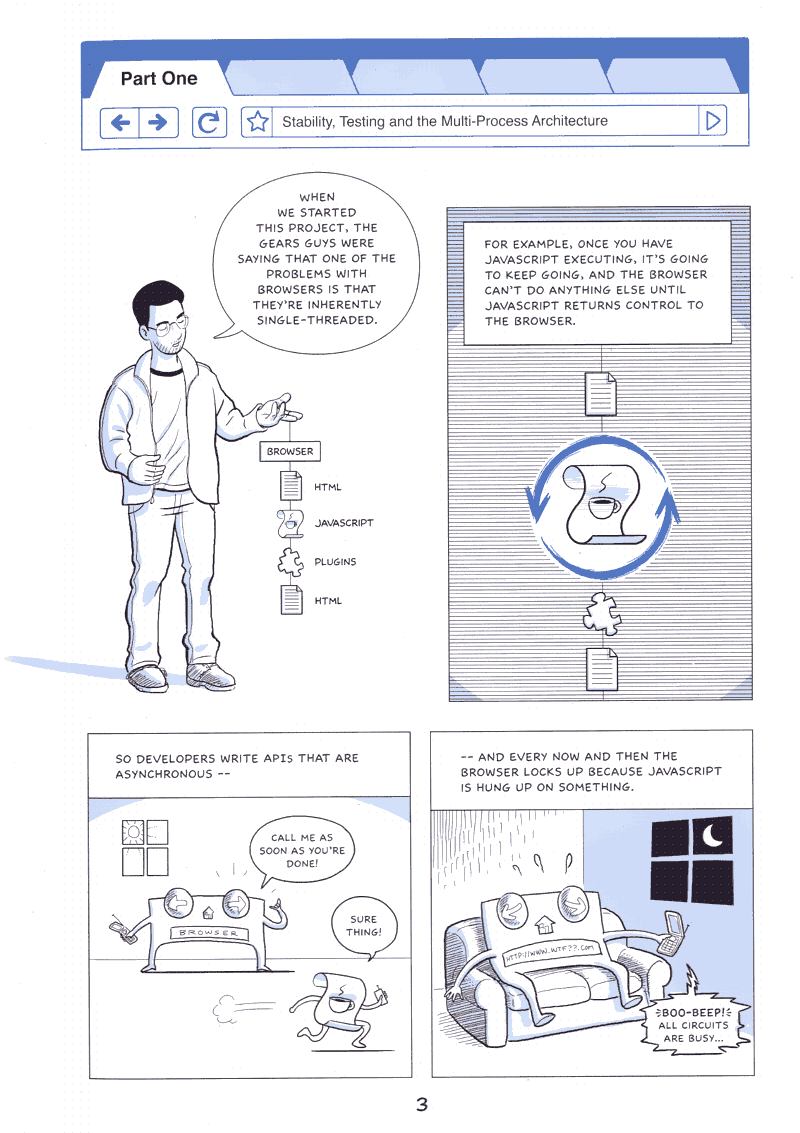 Part One
Stability, Testing and the Multi-Process Architecture
WHEN
WE STARTED
THIS PROJECT, THE
GEARS GUYS WERE
SAYING THAT ONE OF THE
PROBLEMS WITH
BROWSERS IS THAT
THEY'RE INHERENTLY
SINGLE-THREADED.
BROWSER
HTML
JAVASCRIPT
PLUGINS
HTML
FOR EXAMPLE, ONCE YOU HAVE
JAVASCRIPT EXECUTING, IT'S GOING
TO KEEP GOING, AND THE BROWSER
CAN'T DO ANYTHING ELSE UNTIL
JAVASCRIPT RETURNS CONTROL TO
THE BROWSER.
SO DEVELOPERS WRITE APIs THAT ARE
ASYNCHRONOUS --
CALL ME AS
SOON AS YOU'RE
DONE!
BROWSER
SURE
THING!
-- AND EVERY NOW AND THEN THE
BROWSER LOCKS UP BECAUSE JAVASCRIPT
IS HUNG UP ON SOMETHING.
HTTP://WWW.WTF??.COM
BOO-BEEP!
ALL CIRCUITS
ARE BUSY...
3